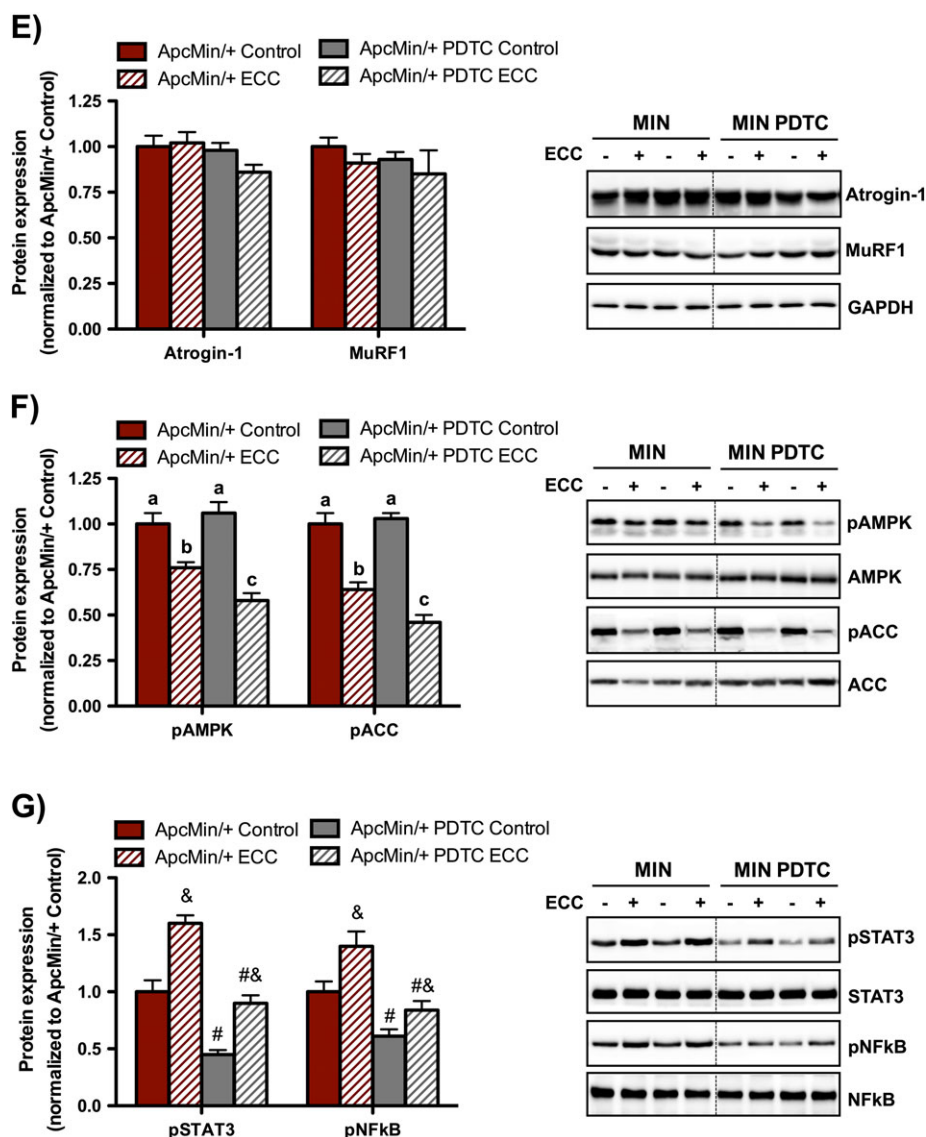 E)
ApcMin/+ Control
ApcMin/+ PDTC Control
ApcMin/+ ECC
ApcMin/+ PDTC ECC
Protein expression
(normalized to ApcMin/+ Control)
1.25
1.00
0.75
0.50
0.25
0.00
Atrogin-1
MuRF1
MIN
MIN PDTC
ECC - + - + - + - +
Atrogin-1
MuRF1
GAPDH
F)
ApcMin/+ Control
ApcMin/+ PDTC Control
ApcMin/+ ECC
ApcMin/+ PDTC ECC
Protein expression
(normalized to ApcMin/+ Control)
1.25
1.00
0.75
0.50
0.25
0.00
a b a c
a b a c
pAMPK
pACC
MIN
MIN PDTC
ECC - + - + - + - +
pAMPK
AMPK
pACC
ACC
G)
ApcMin/+ Control
ApcMin/+ PDTC Control
ApcMin/+ ECC
ApcMin/+ PDTC ECC
Protein expression
(normalized to ApcMin/+ Control)
2.0
1.5
1.0
0.5
0.0
& # #&
& # #&
pSTAT3
pNFkB
MIN
MIN PDTC
ECC - + - + - + - +
pSTAT3
STAT3
pNFkB
NFkB